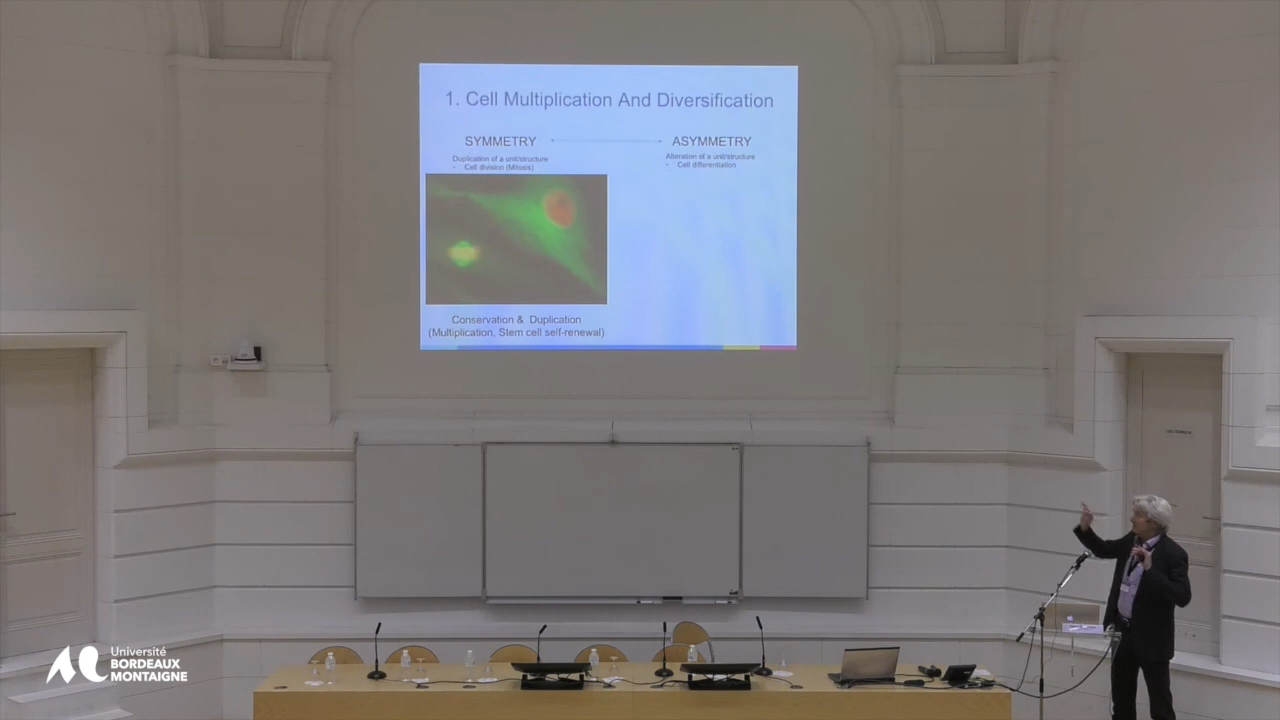 1. Cell Multiplication And Diversification
SYMMETRY
ASYMMETRY
Duplication of a unit/structure
- Cell division (Mitosis)
Alteration of a unit/structure
- Cell differentiation
Conservation & Duplication
(Multiplication, Stem cell self-renewal)
Université
BORDEAUX
MONTAIGNE